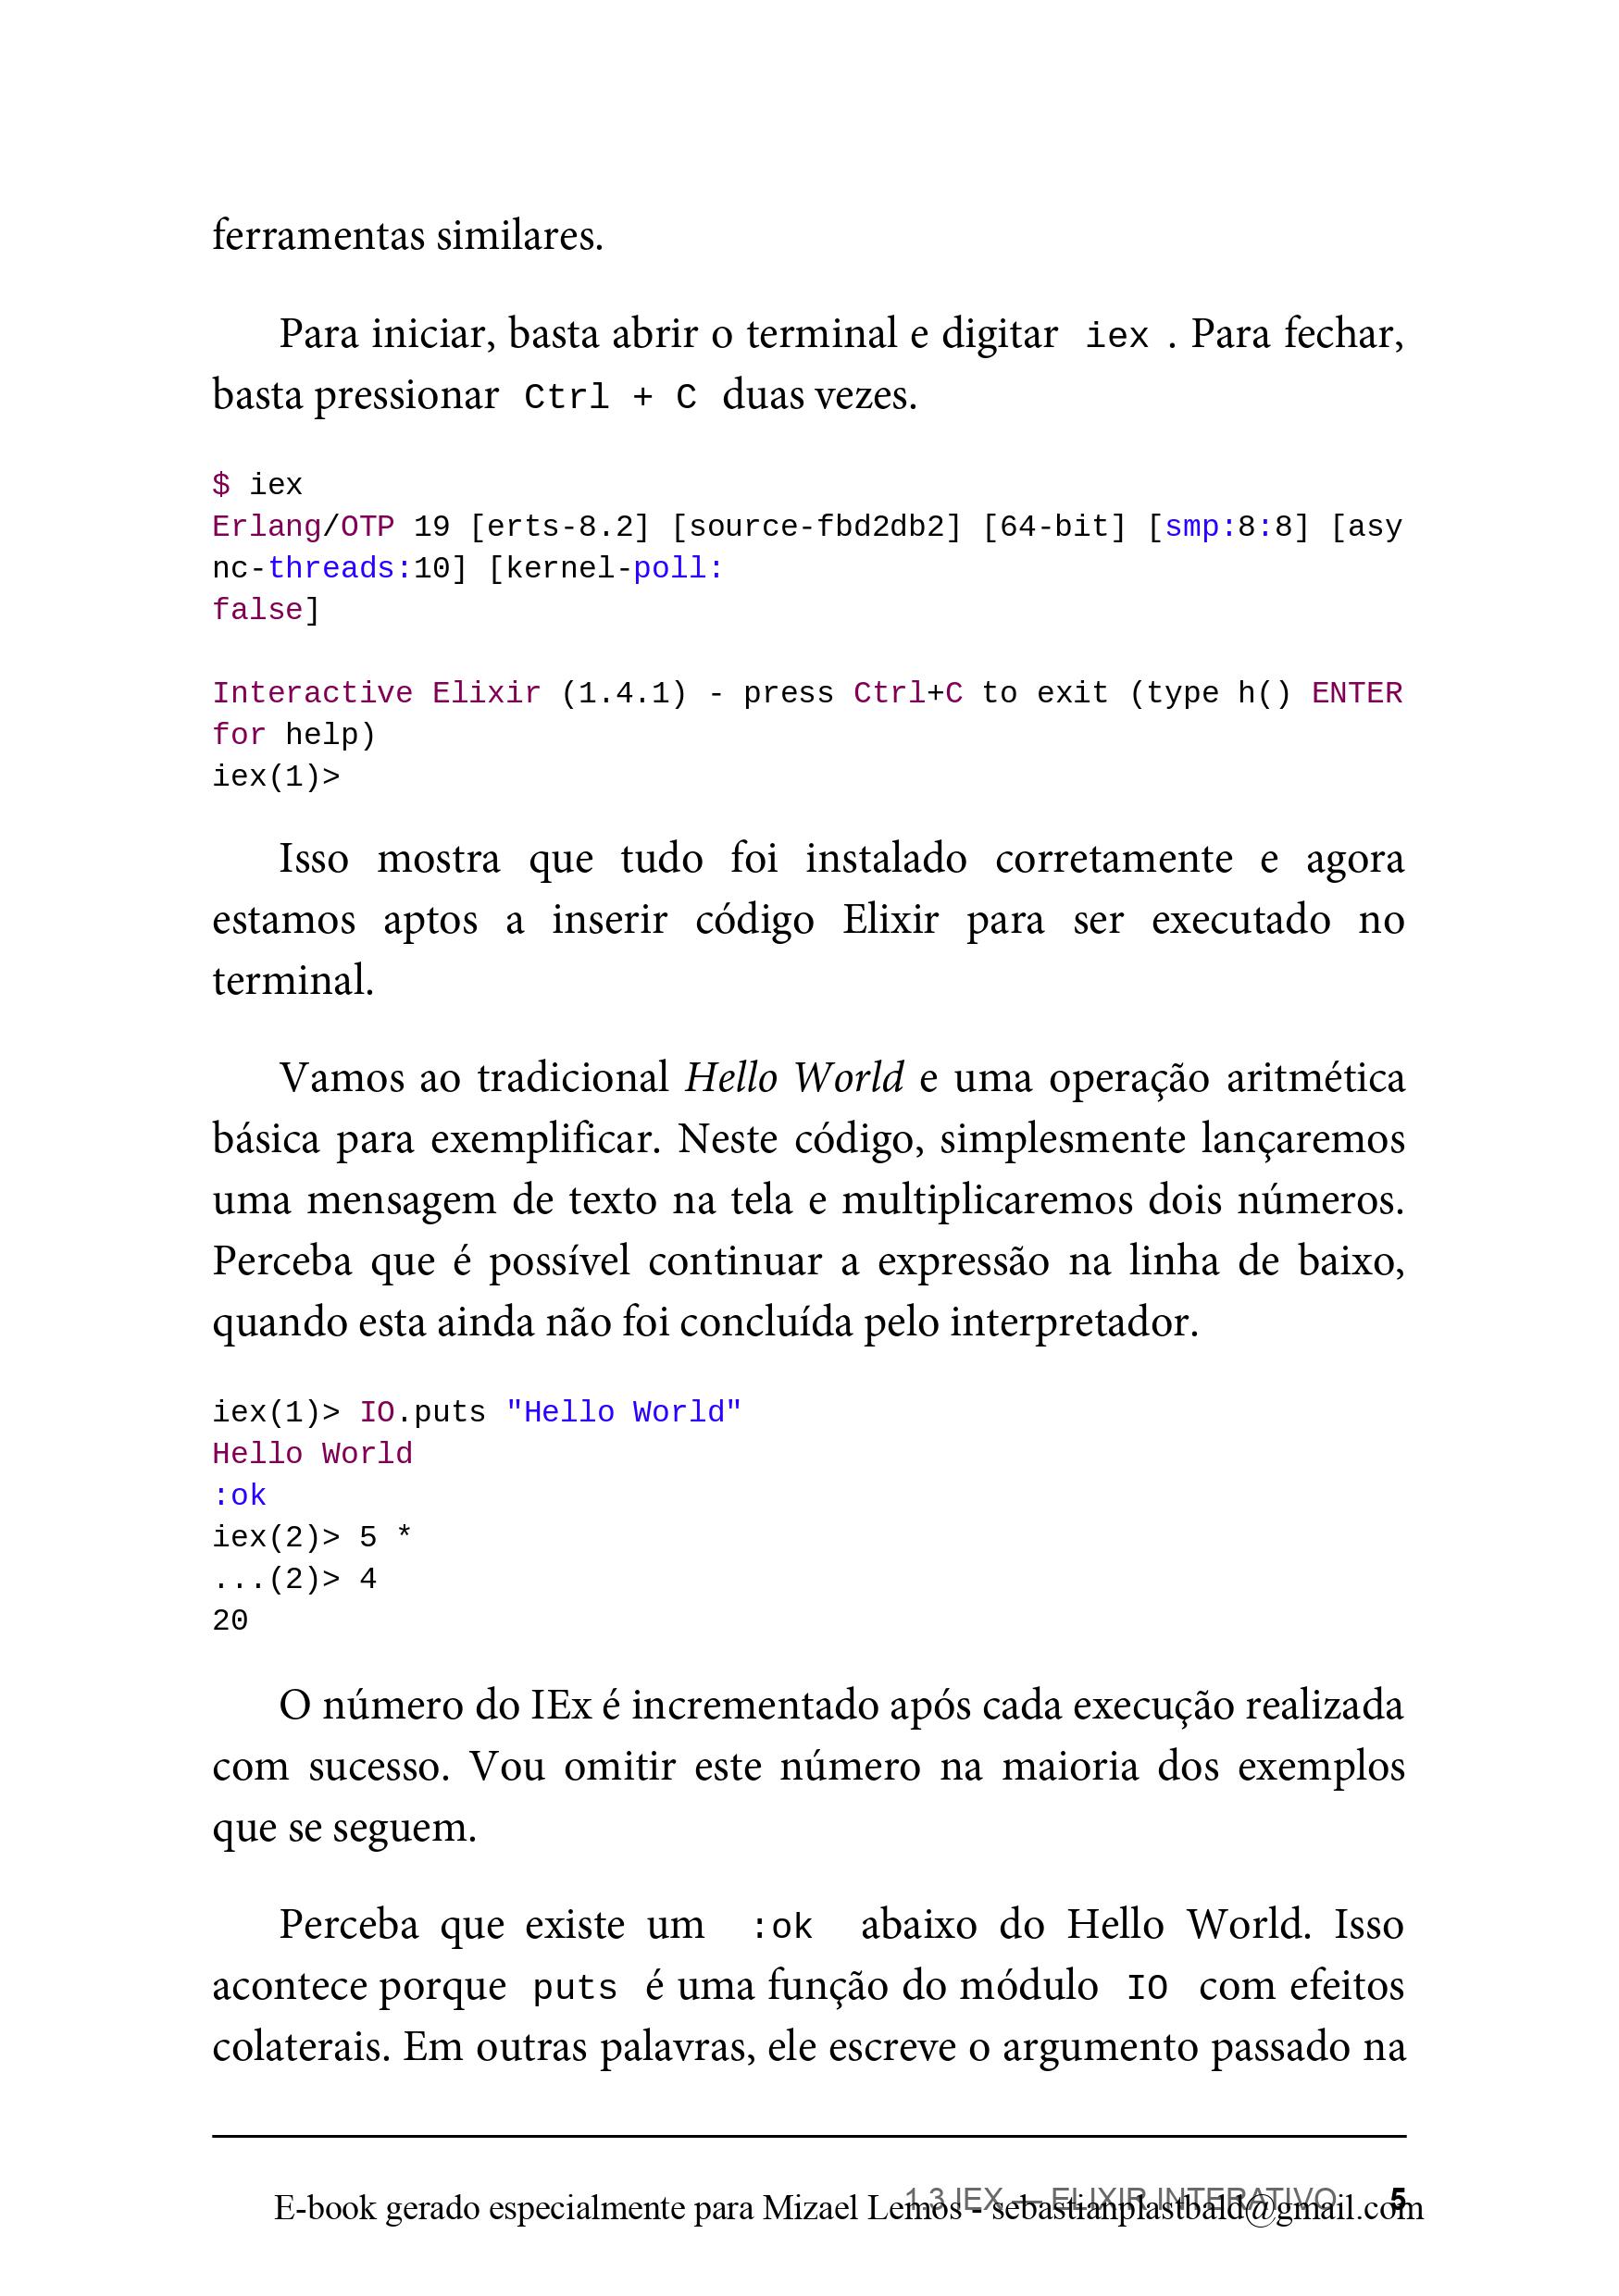 ferramentas similares.
Para iniciar, basta abrir o terminal e digitar iex . Para fechar,
basta pressionar Ctrl + C duas vezes.
$ iex
Erlang/OTP 19 [erts-8.2] [source-fbd2db2] [64-bit] [smp:8:8] [asy
nc-threads:10] [kernel-poll:
false]
Interactive Elixir (1.4.1) - press Ctrl+C to exit (type h() ENTER
for help)
iex(1)>
Isso mostra que tudo foi instalado corretamente e agora
estamos aptos a inserir código Elixir para ser executado no
terminal.
Vamos ao tradicional Hello World e uma operação aritmética
básica para exemplificar. Neste código, simplesmente lançaremos
uma mensagem de texto na tela e multiplicaremos dois números.
Perceba que é possível continuar a expressão na linha de baixo,
quando esta ainda não foi concluída pelo interpretador.
iex(1)> IO.puts "Hello World"
Hello World
:ok
iex(2)> 5 *
...(2)> 4
20
O número do IEx é incrementado após cada execução realizada
com sucesso. Vou omitir este número na maioria dos exemplos
que se seguem.
Perceba que existe um :ok abaixo do Hello World. Isso
acontece porque puts é uma função do módulo IO com efeitos
colaterais. Em outras palavras, ele escreve o argumento passado na
1.3 IEX — ELIXIR INTERATIVO 5
E-book gerado especialmente para Mizael Lemos - sebastianplastbald@gmail.com